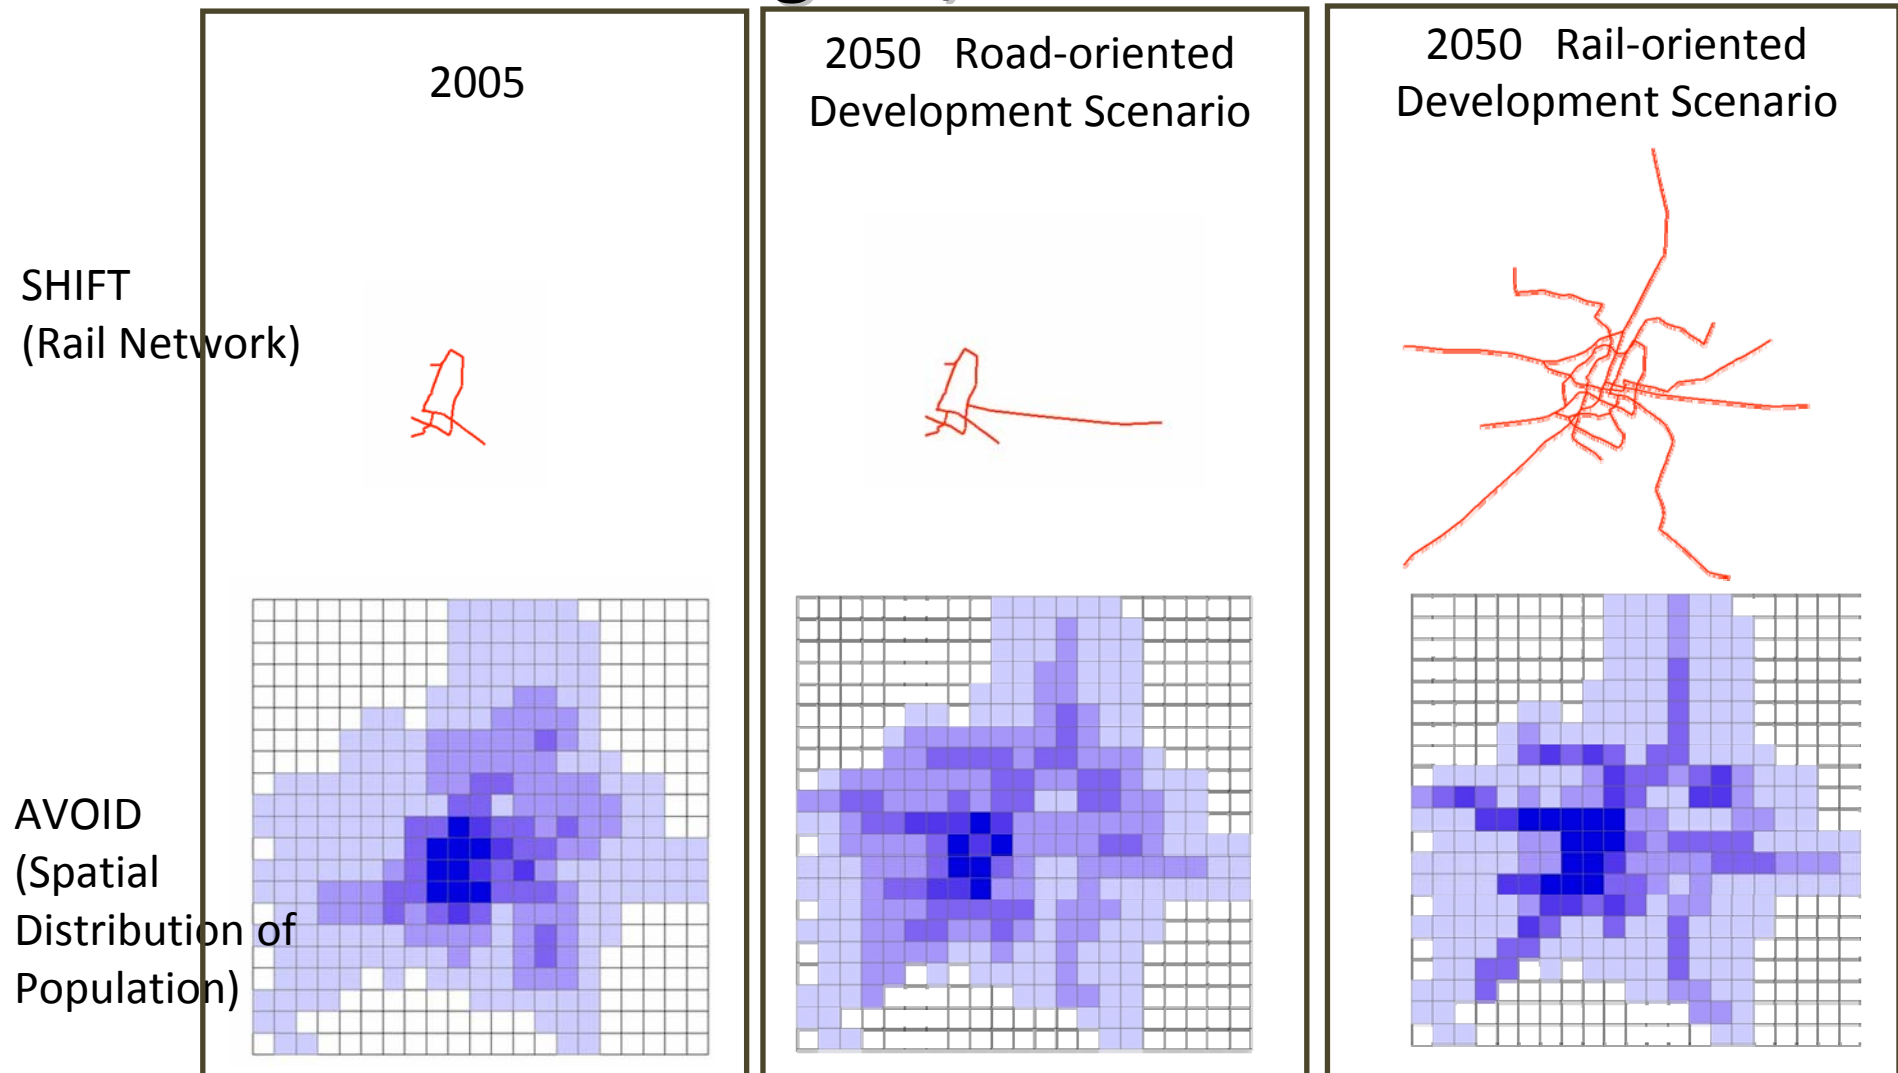 2005
2050 Road-oriented
Development Scenario
2050 Rail-oriented
Development Scenario
SHIFT
(Rail Network)
AVOID
(Spatial
Distribution of
Population)